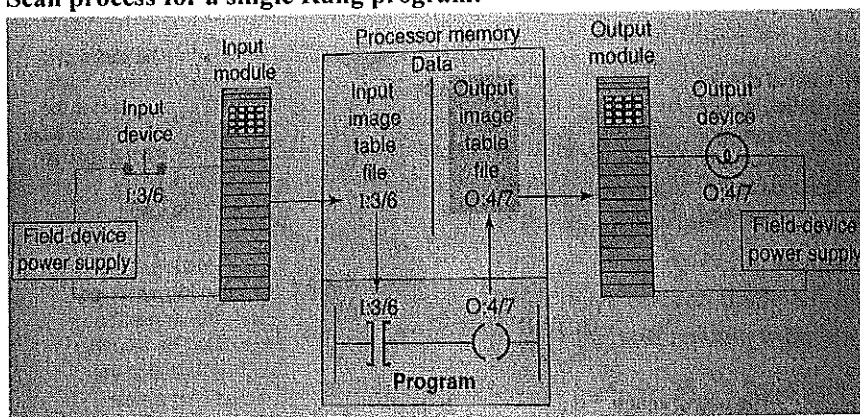 Scan process for a single Rung program.
Input
module
Input
device
I:3/6
Field-device
power supply
Processor memory
Data
Input
image
table
file
I:3/6
Output
image
table
file
O:4/7
I:3/6
O:4/7
Program
Output
module
Output
device
O:4/7
Field-device
power supply